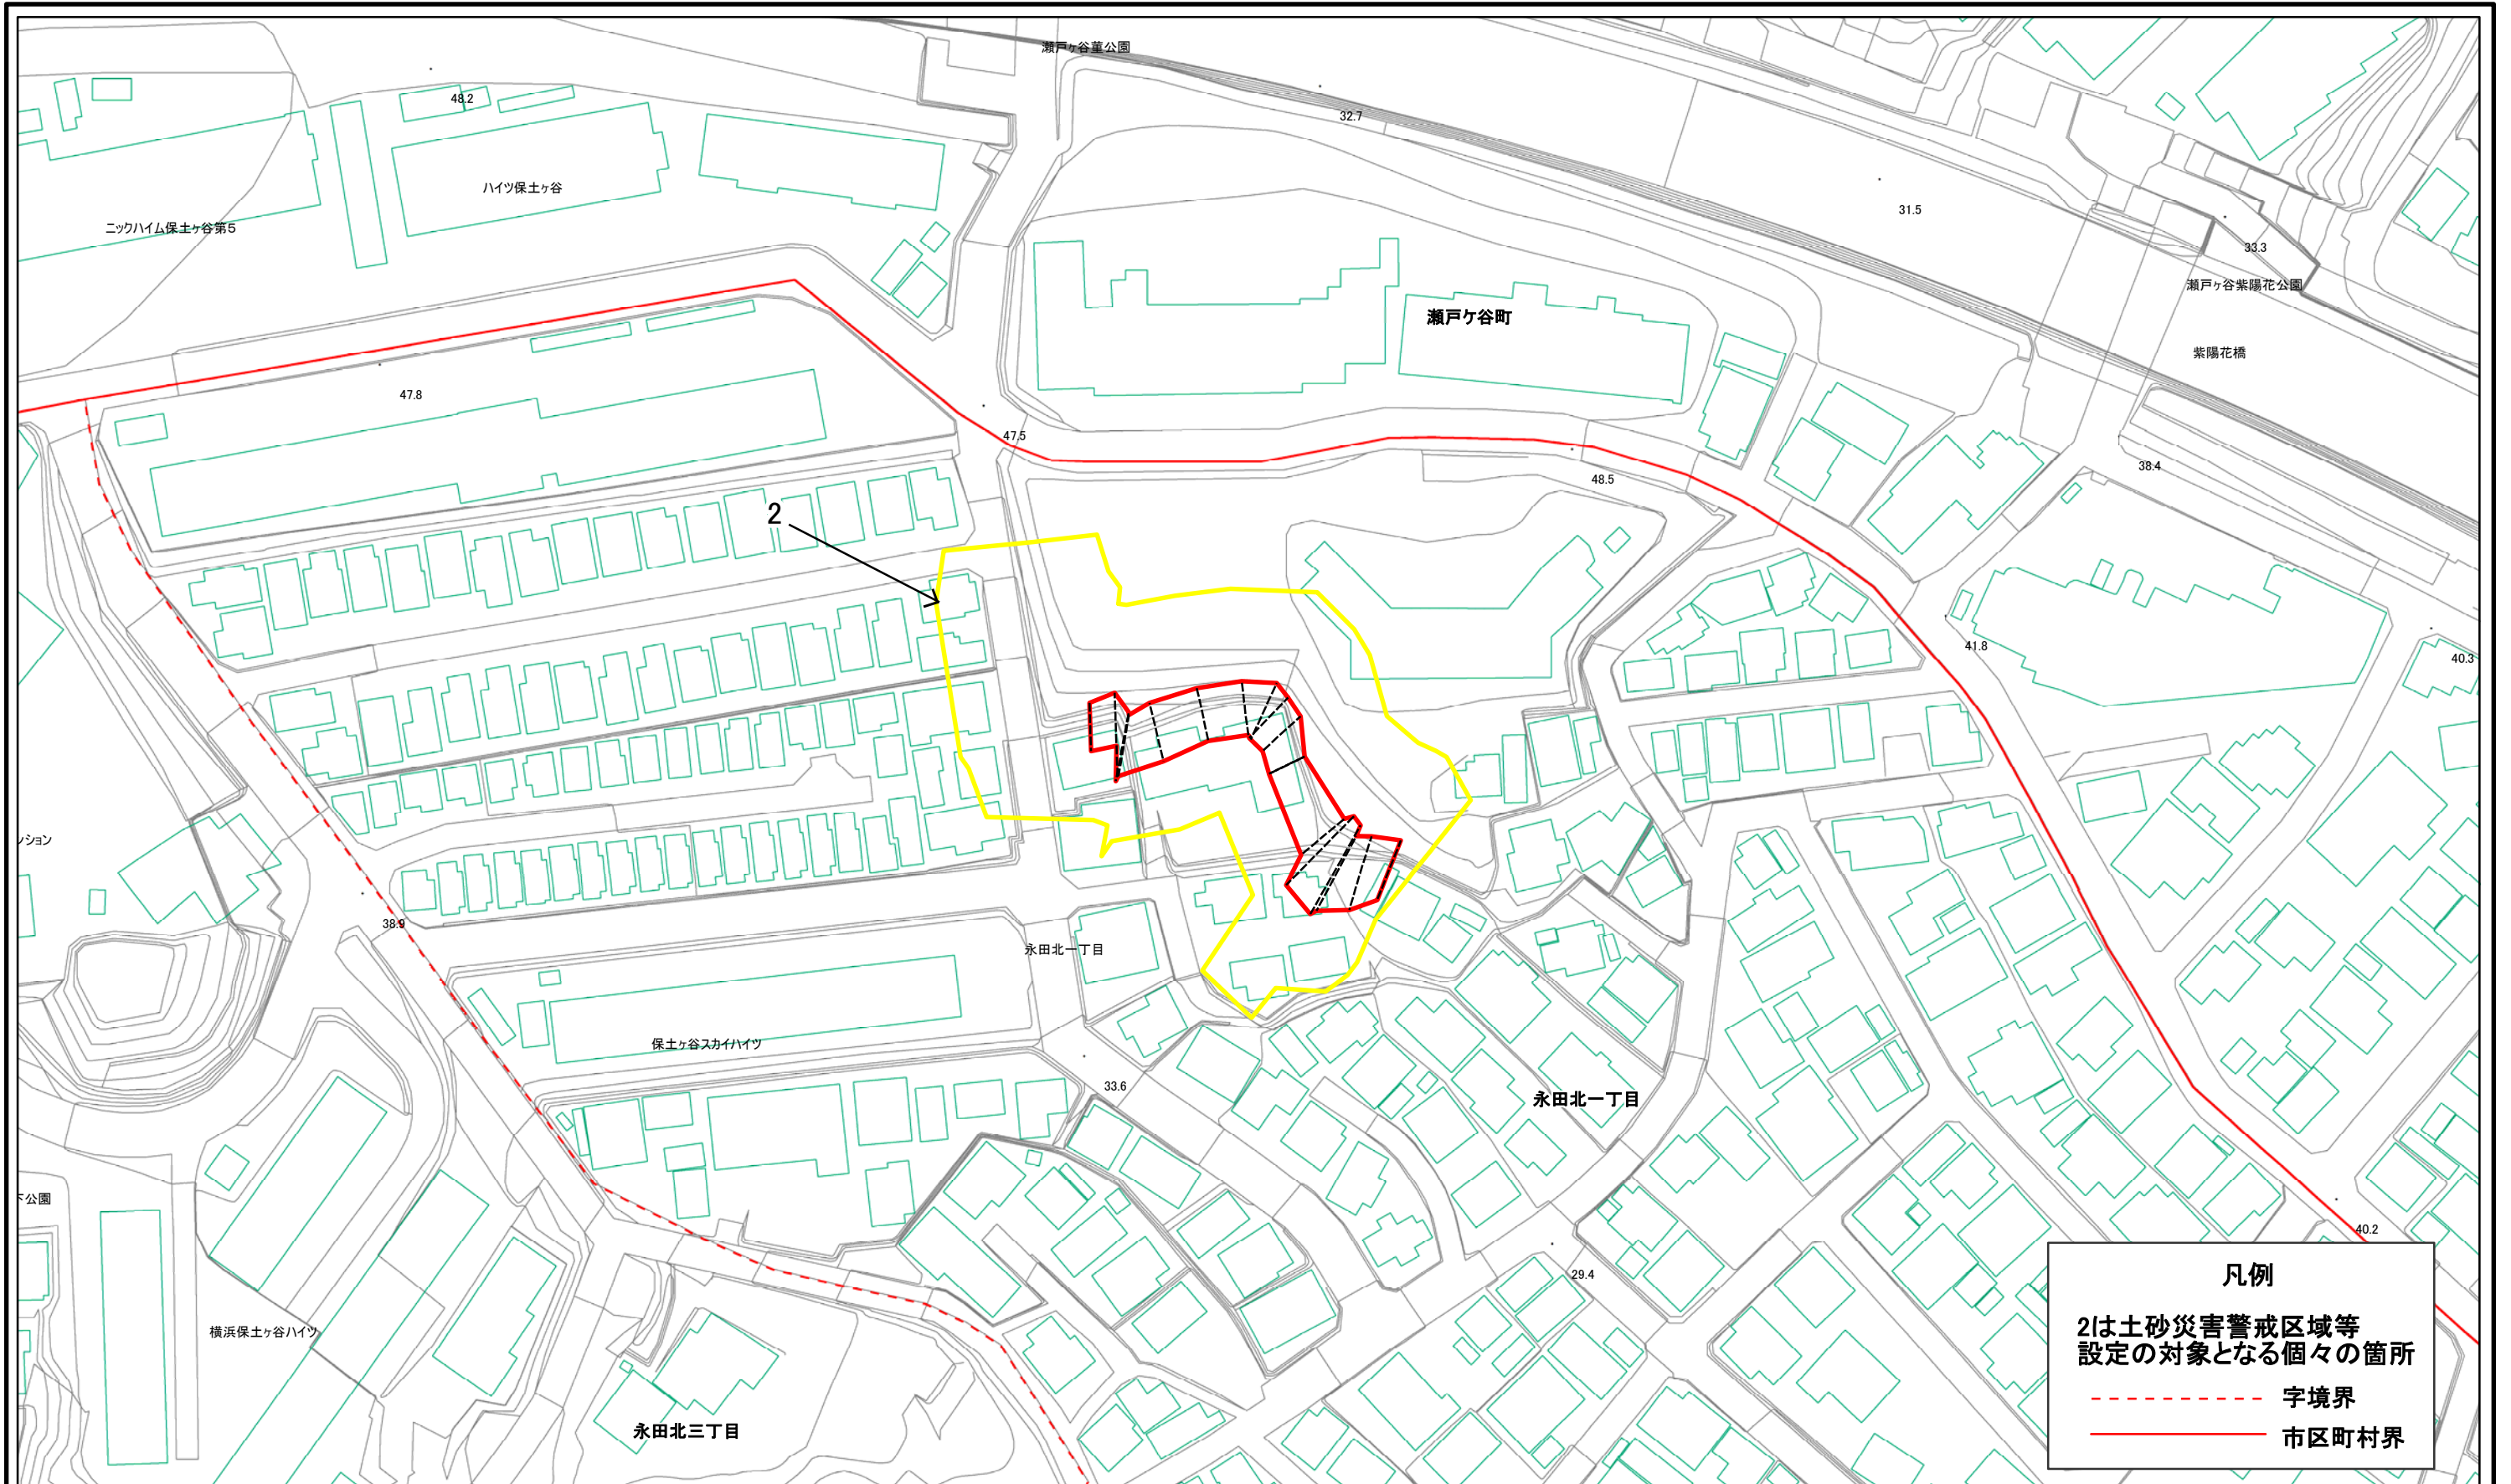 瀬戸ヶ谷菫公園
48.2
32.7
ハイツ保土ヶ谷
31.5
ニックハイム保土ヶ谷第5
33.3
瀬戸ヶ谷紫陽花公園
瀬戸ケ谷町
紫陽花橋
47.8
47.5
38.4
48.5
2
41.8
40.3
ション
38.9
永田北一丁目
保土ヶ谷スカイハイツ
33.6
永田北一丁目
下公園
40.2
29.4
横浜保土ヶ谷ハイツ
永田北三丁目
凡例
2は土砂災害警戒区域等
設定の対象となる個々の箇所
字境界
市区町村界